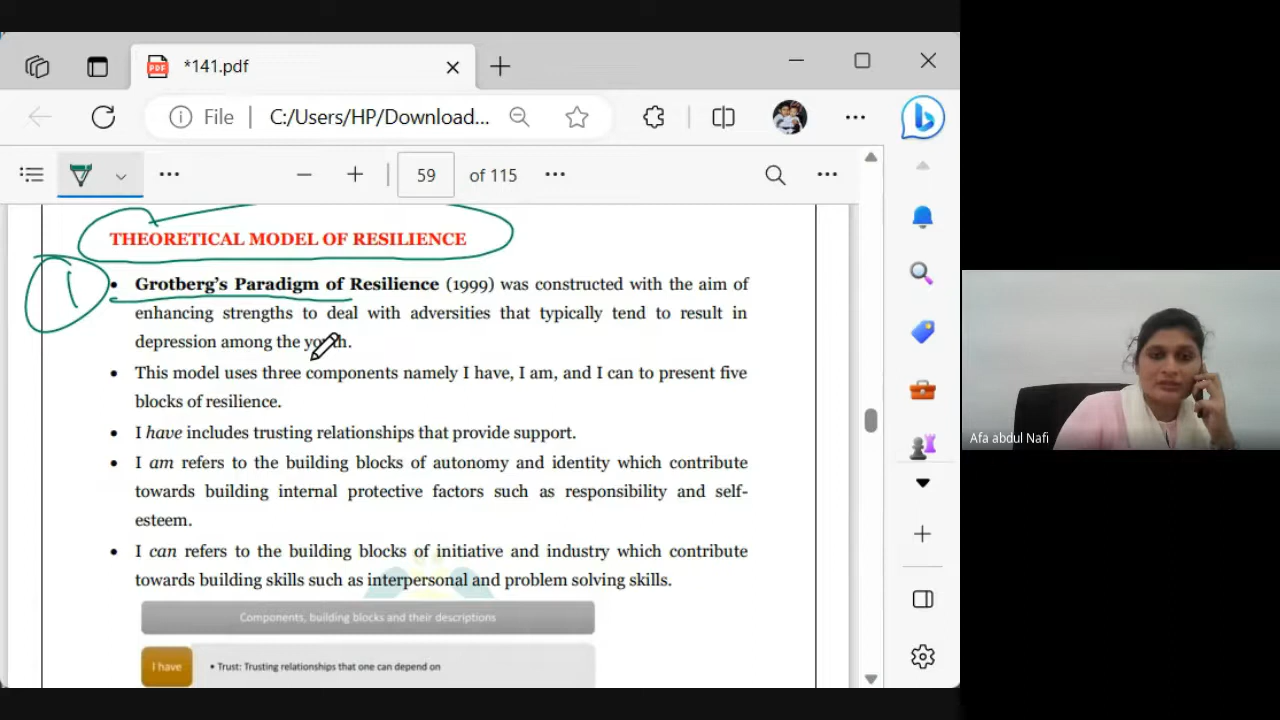 *141.pdf
File
C:/Users/HP/Download...
59 of 115
THEORETICAL MODEL OF RESILIENCE
1
• Grotberg's Paradigm of Resilience (1999) was constructed with the aim of
enhancing strengths to deal with adversities that typically tend to result in
depression among the youth.
• This model uses three components namely I have, I am, and I can to present five
blocks of resilience.
• I have includes trusting relationships that provide support.
• I am refers to the building blocks of autonomy and identity which contribute
towards building internal protective factors such as responsibility and self-
esteem.
• I can refers to the building blocks of initiative and industry which contribute
towards building skills such as interpersonal and problem solving skills.
Components, building blocks and their descriptions
I have
• Trust: Trusting relationships that one can depend on
Afa abdul Nafi